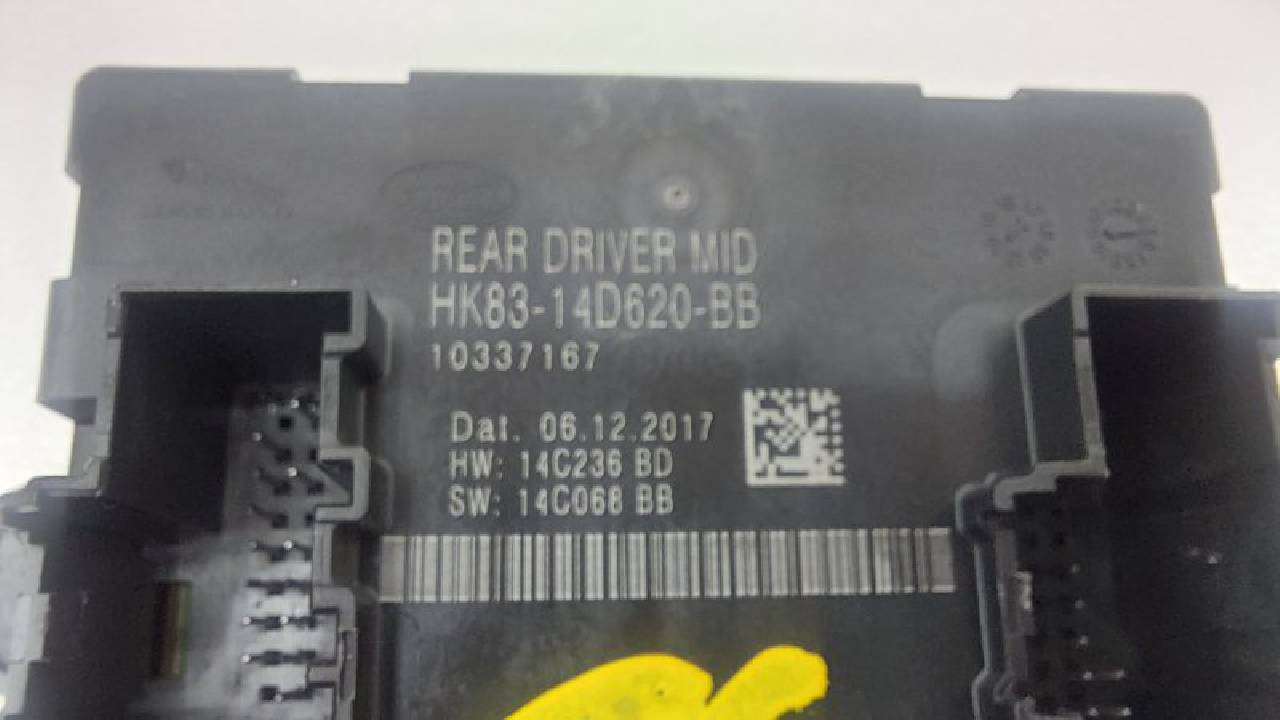 REAR DRIVER MID
HK83-14D620-BB
10337167
Dat. 06.12.2017
HW: 14C236 BD
SW: 14C068 BB